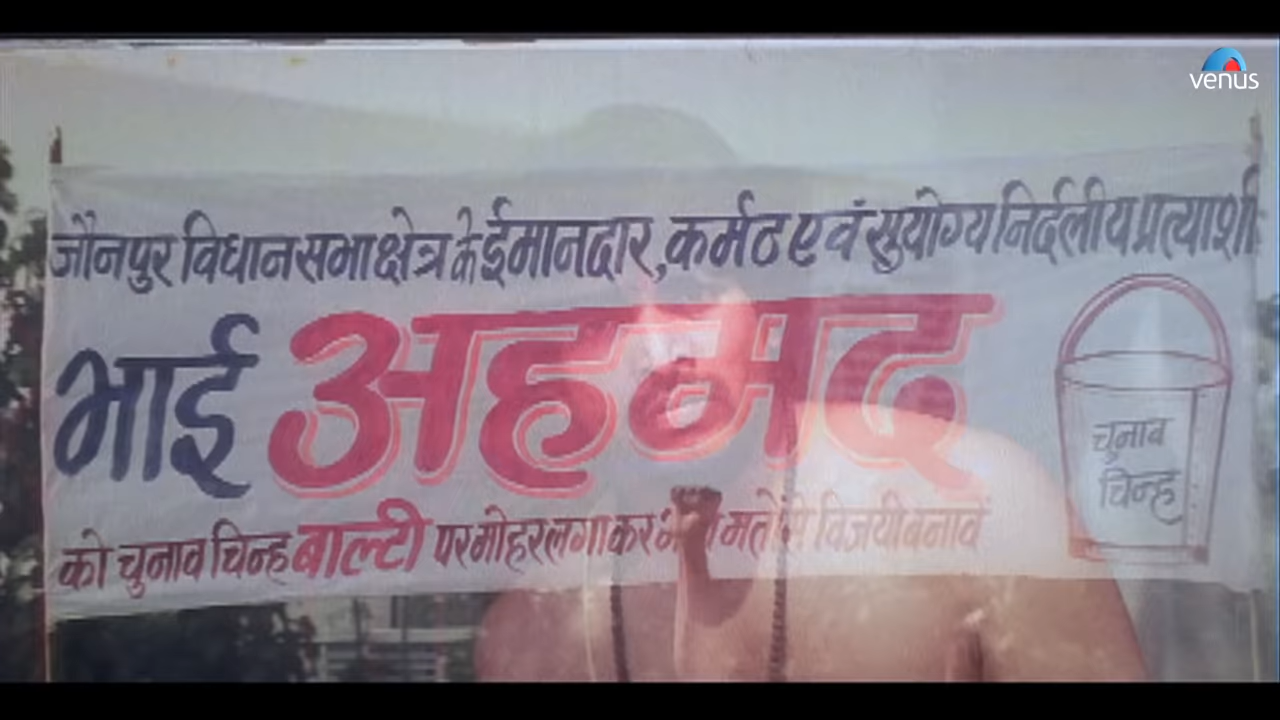 venus
जौनपुर विधानसभा क्षेत्र के ईमानदार, कर्मठ एवं सुयोग्य निर्दलीय प्रत्याशी
भाई अहमद
चुनाव
चिन्ह
को चुनाव चिन्ह बाल्टी पर मोहर लगाकर मतों से विजयी बनावें